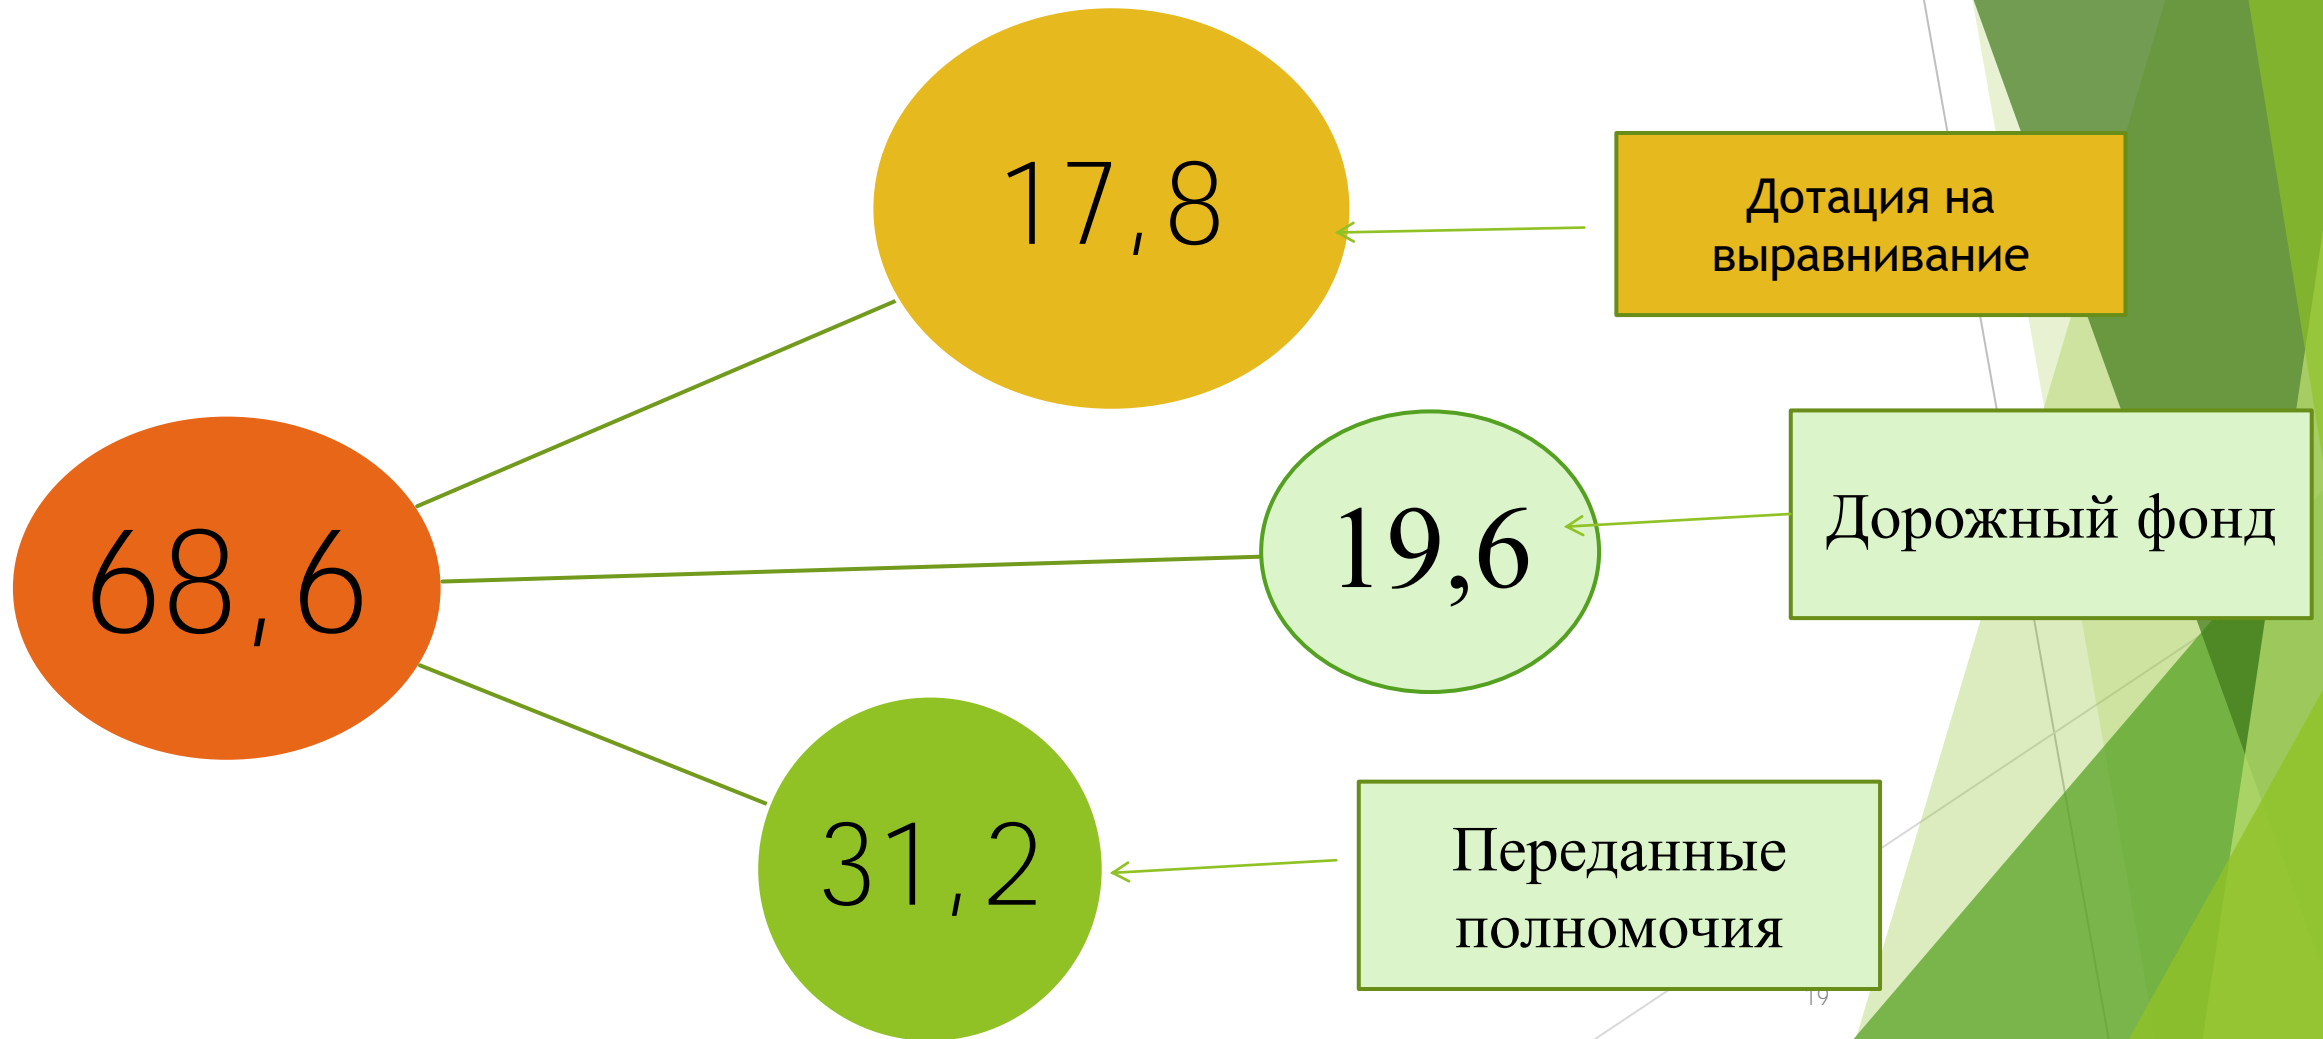 17,8
Дотация на
выравнивание
68,6
19,6
Дорожный фонд
31,2
Переданные
полномочия
19